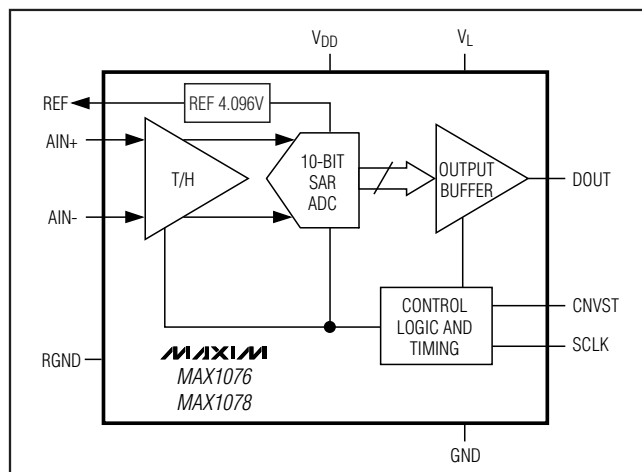 VDD
VL
REF
REF 4.096V
AIN+
T/H
10-BIT
SAR
ADC
OUTPUT
BUFFER
DOUT
AIN-
CONTROL
LOGIC AND
TIMING
CNVST
SCLK
RGND
MAXIM
MAX1076
MAX1078
GND